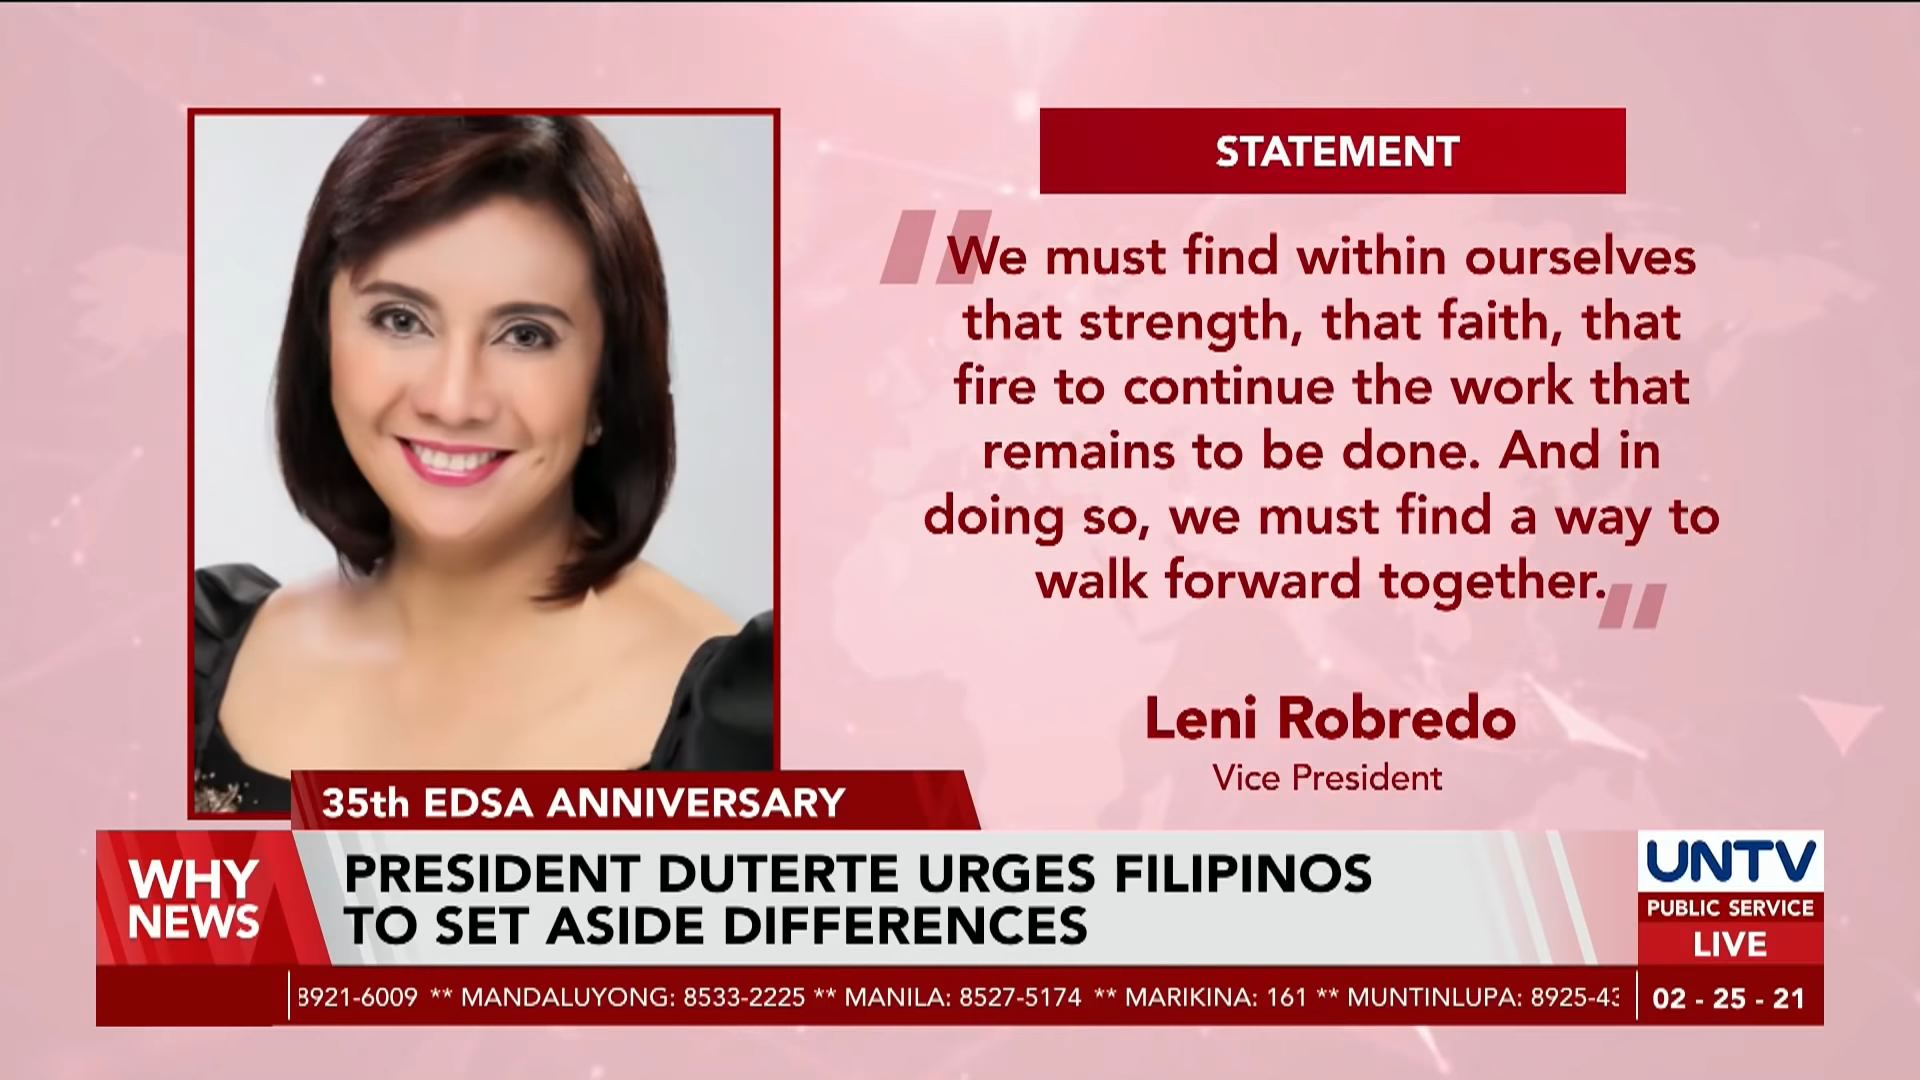 STATEMENT
We must find within ourselves
that strength, that faith, that
fire to continue the work that
remains to be done. And in
doing so, we must find a way to
walk forward together.
Leni Robredo
Vice President
35th EDSA ANNIVERSARY
WHY
NEWS
PRESIDENT DUTERTE URGES FILIPINOS
TO SET ASIDE DIFFERENCES
UNTV
PUBLIC SERVICE
LIVE
8921-6009 ** MANDALUYONG: 8533-2225 ** MANILA: 8527-5174 ** MARIKINA: 161 ** MUNTINLUPA: 8925-43
02 - 25 - 21